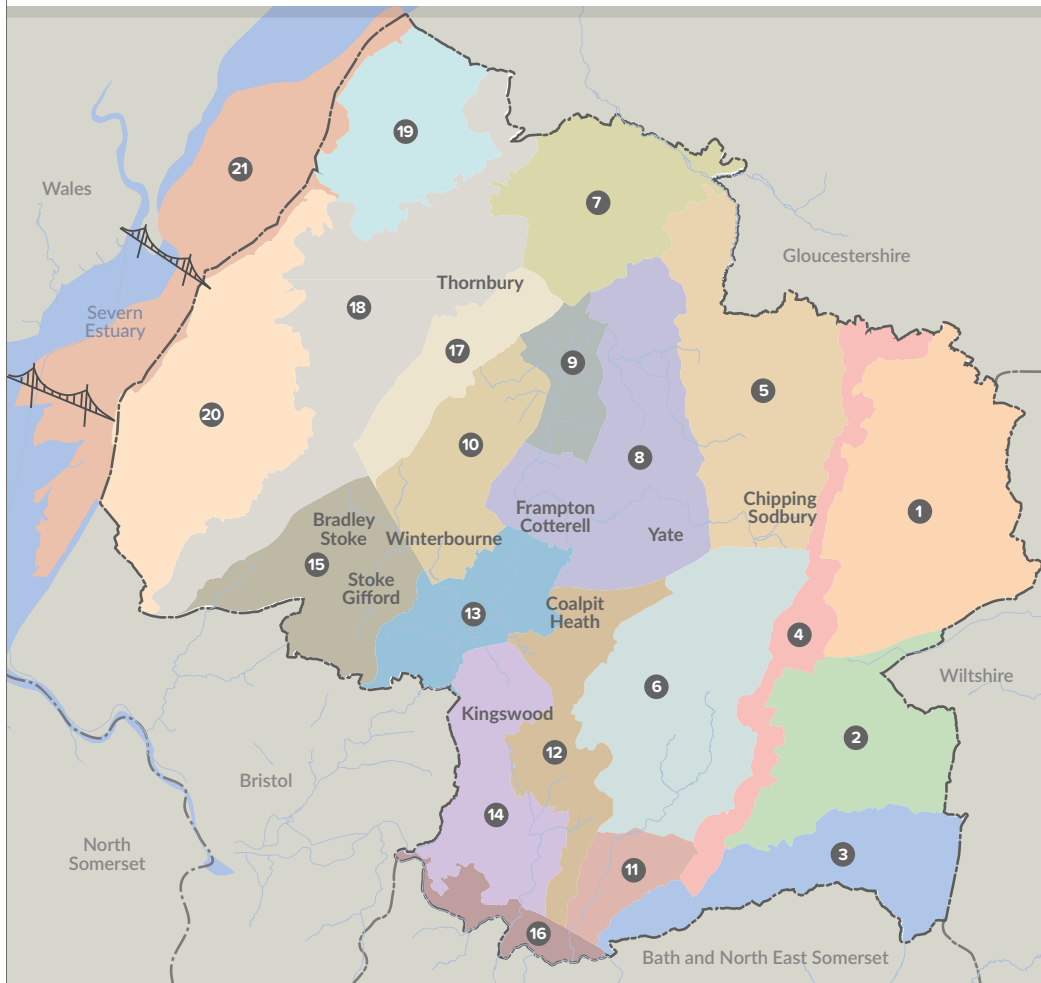 19
21
Wales
7
Gloucestershire
Thornbury
18
Severn
Estuary
17
9
5
20
10
8
Chipping
Sodbury
1
Frampton
Cotterell
Bradley
Stoke
Winterbourne
Yate
15
Stoke
Gifford
13
Coalpit
Heath
4
Wiltshire
6
Kingswood
2
12
Bristol
14
North
Somerset
3
11
16
Bath and North East Somerset